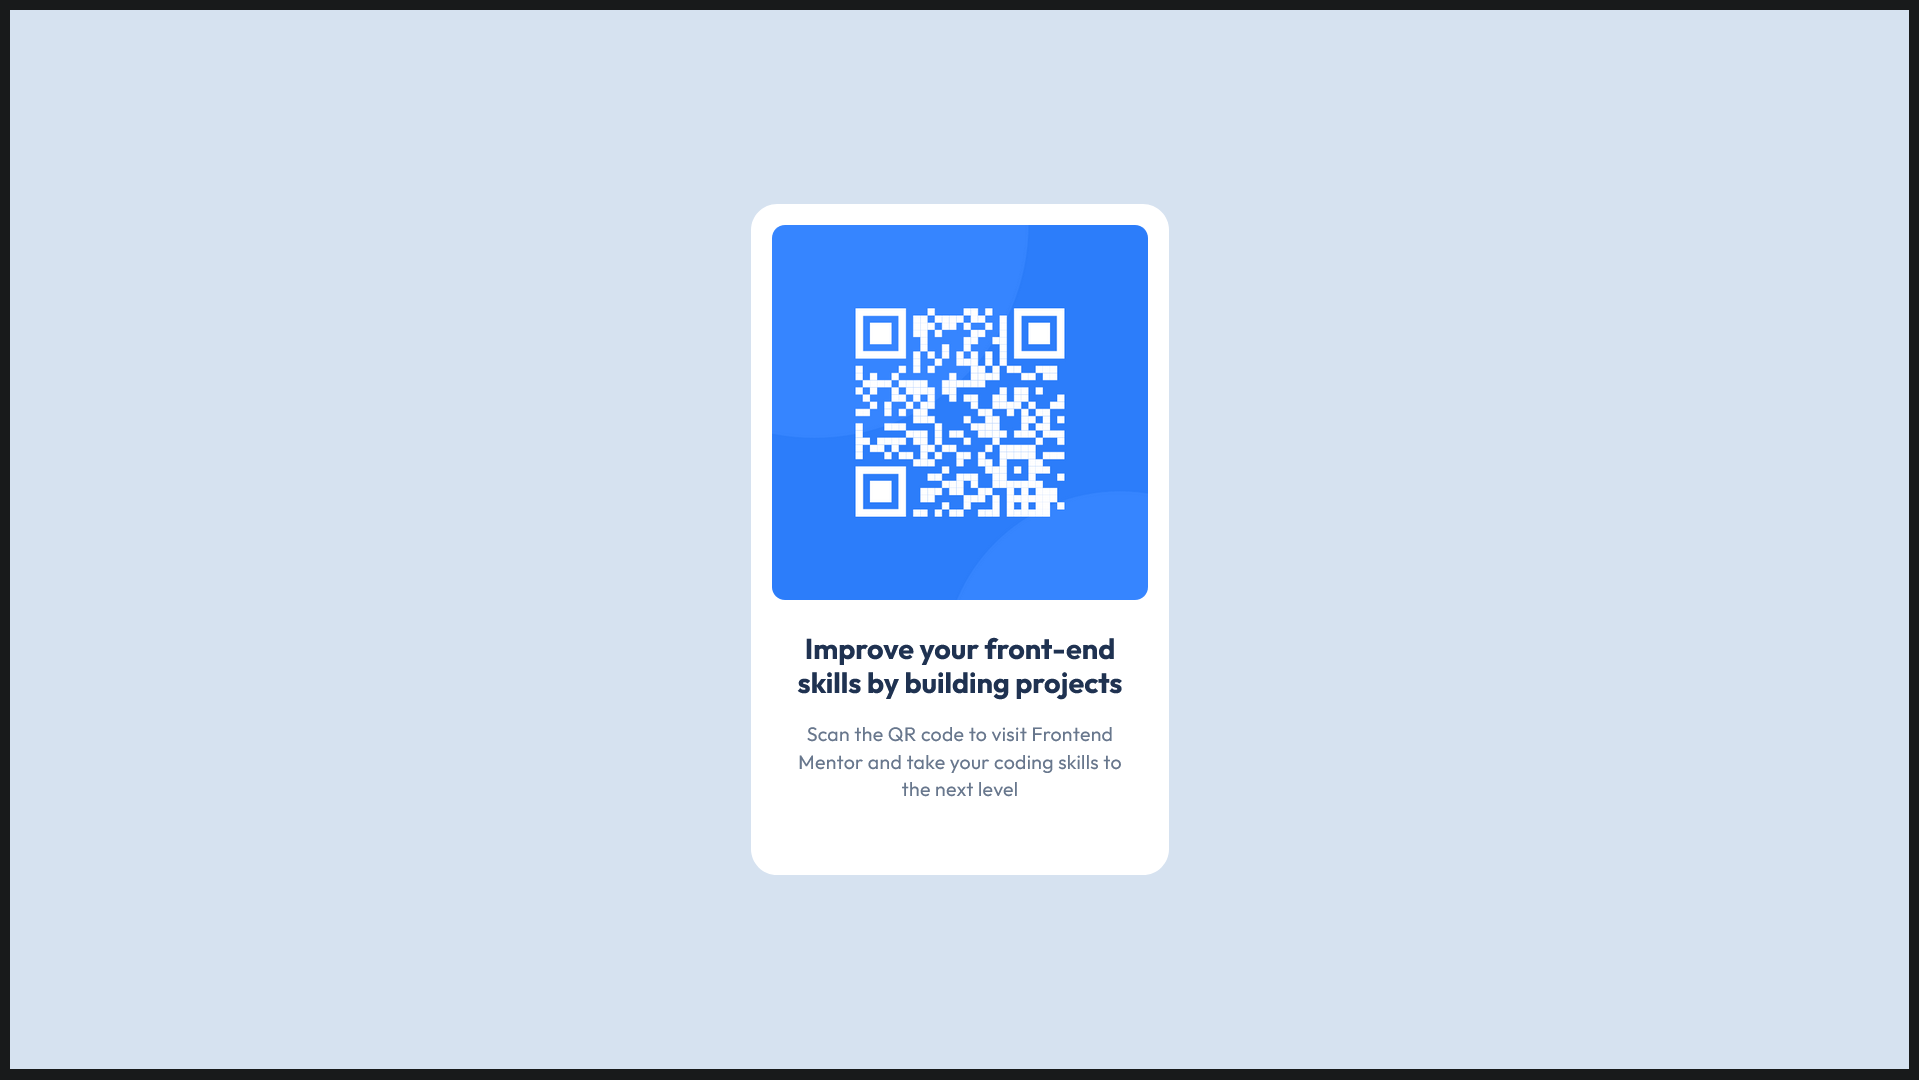 Improve your front-end
skills by building projects
Scan the QR code to visit Frontend
Mentor and take your coding skills to
the next level